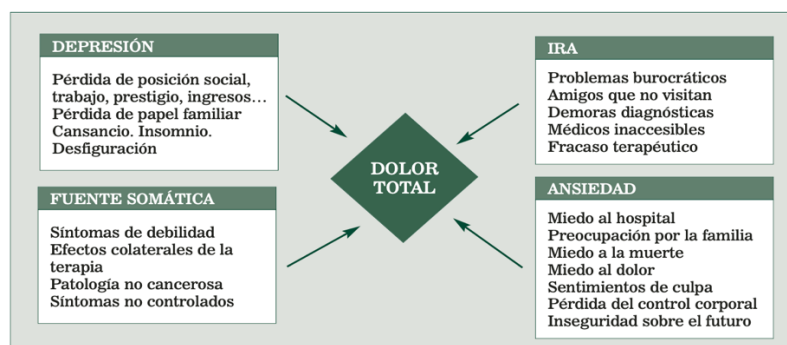 DEPRESIÓN
Pérdida de posición social,
trabajo, prestigio, ingresos…
Pérdida de papel familiar
Cansancio. Insomnio.
Desfiguración
FUENTE SOMÁTICA
Síntomas de debilidad
Efectos colaterales de la
terapia
Patología no cancerosa
Síntomas no controlados
DOLOR
TOTAL
IRA
Problemas burocráticos
Amigos que no visitan
Demoras diagnósticas
Médicos inaccesibles
Fracaso terapéutico
ANSIEDAD
Miedo al hospital
Preocupación por la familia
Miedo a la muerte
Miedo al dolor
Sentimientos de culpa
Pérdida del control corporal
Inseguridad sobre el futuro